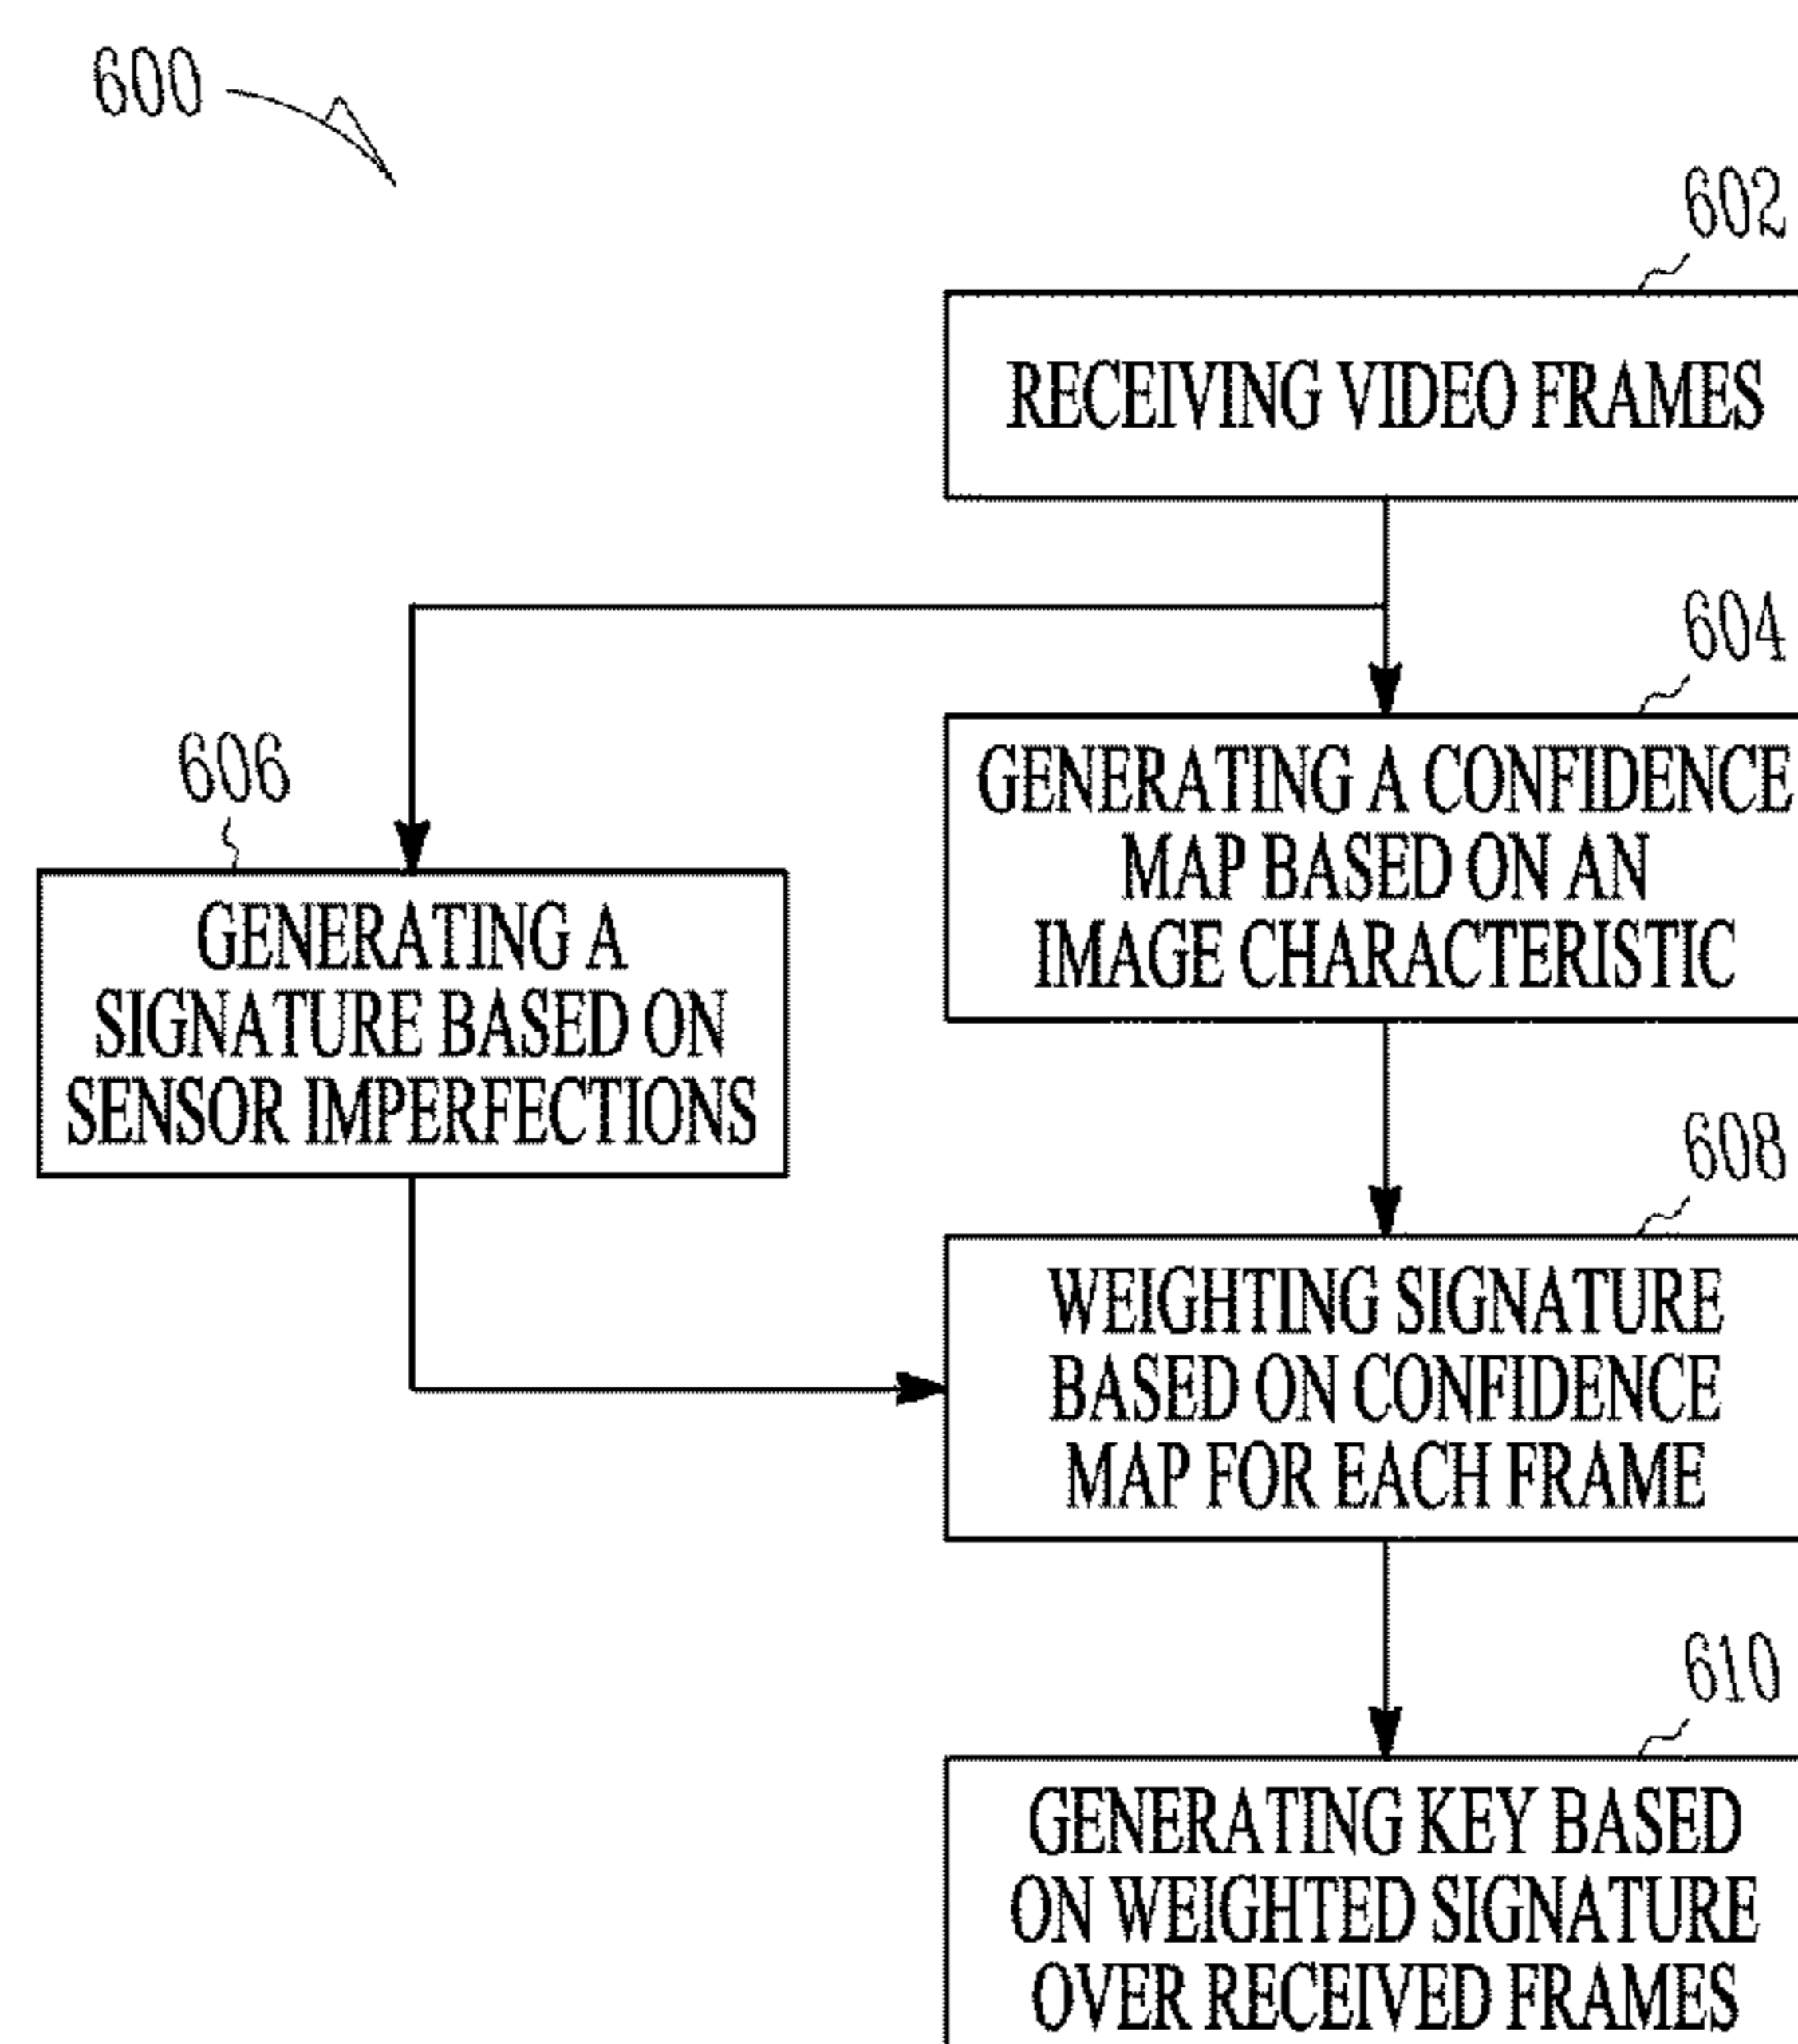 600
602
RECEIVING VIDEO FRAMES
604
GENERATING A CONFIDENCE
MAP BASED ON AN
IMAGE CHARACTERISTIC
606
GENERATING A
SIGNATURE BASED ON
SENSOR IMPERFECTIONS
608
WEIGHTING SIGNATURE
BASED ON CONFIDENCE
MAP FOR EACH FRAME
610
GENERATING KEY BASED
ON WEIGHTED SIGNATURE
OVER RECEIVED FRAMES